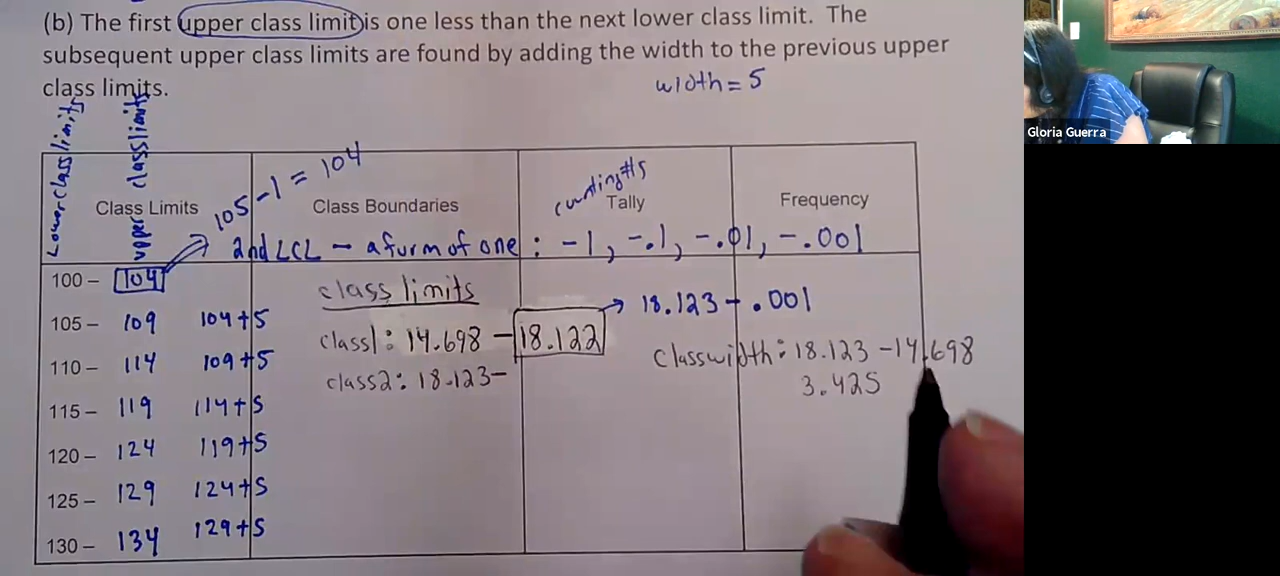 (b) The first upper class limit is one less than the next lower class limit. The
subsequent upper class limits are found by adding the width to the previous upper
class limits.
width = 5
Gloria Guerra
Lower class limits
upper class limits
105 - 1 = 104
counting #s
Class Limits
Class Boundaries
Tally
Frequency
2nd LCL - a form of one : -1, -.1, -.01, -.001
100 – 104
class limits
105 – 109 104+5
class 1: 14.698 - 18.122 → 18.123 - .001
110 – 114 109+5
class 2: 18.123 -
class width: 18.123 - 14.698
3.425
115 – 119 114+5
120 – 124 119+5
125 – 129 124+5
130 – 134 129+5